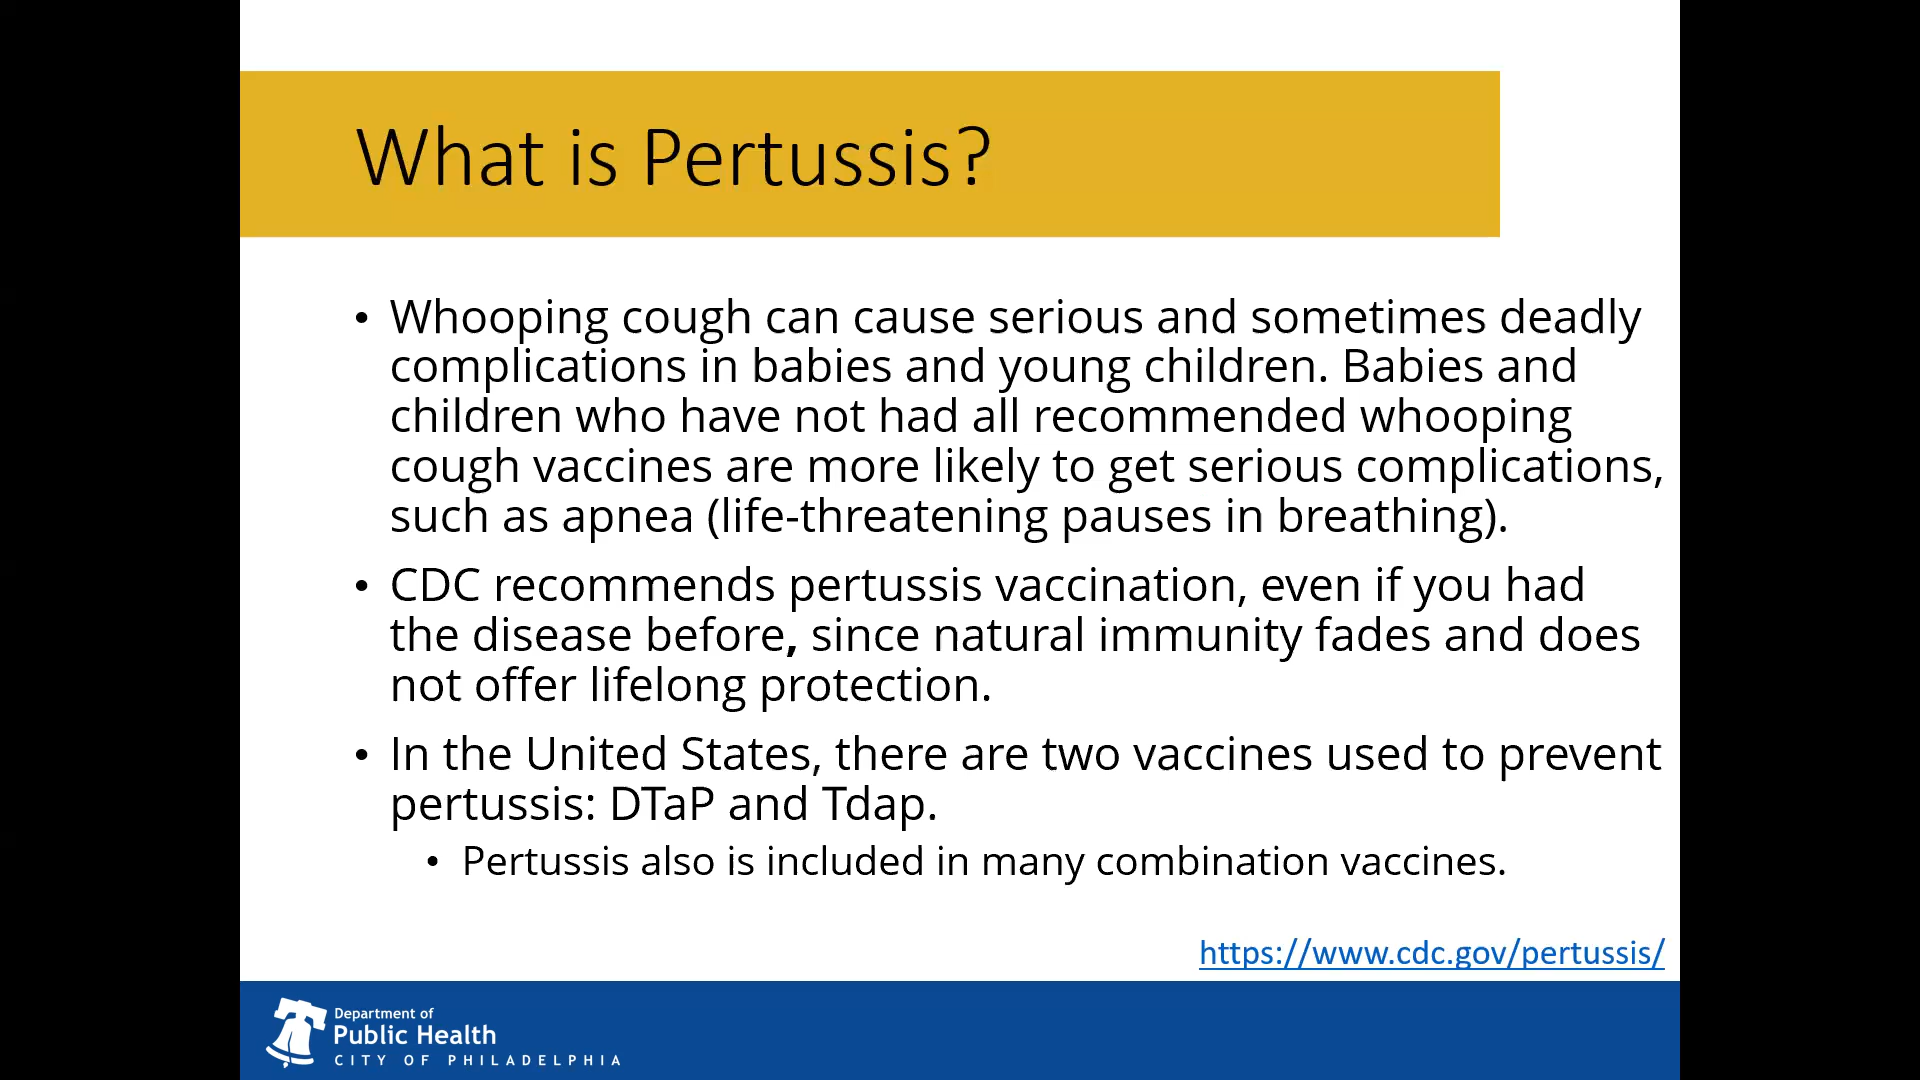 What is Pertussis?
• Whooping cough can cause serious and sometimes deadly
complications in babies and young children. Babies and
children who have not had all recommended whooping
cough vaccines are more likely to get serious complications,
such as apnea (life-threatening pauses in breathing).
• CDC recommends pertussis vaccination, even if you had
the disease before, since natural immunity fades and does
not offer lifelong protection.
• In the United States, there are two vaccines used to prevent
pertussis: DTaP and Tdap.
• Pertussis also is included in many combination vaccines.
https://www.cdc.gov/pertussis/
Department of
Public Health
CITY OF PHILADELPHIA